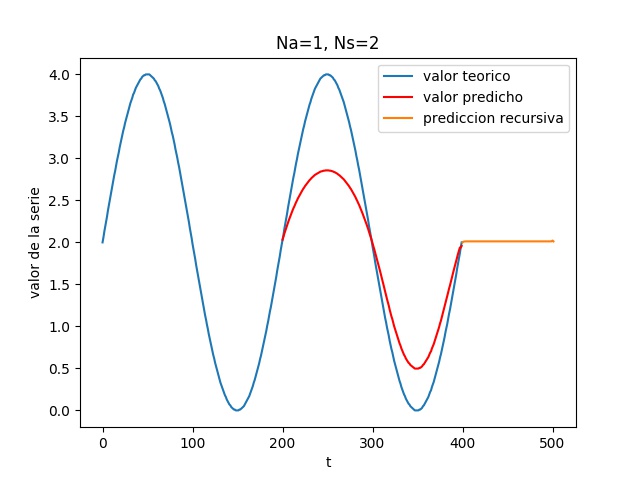 Na=1, Ns=2
valor teorico
valor predicho
prediccion recursiva
valor de la serie
4.0
3.5
3.0
2.5
2.0
1.5
1.0
0.5
0.0
0 100 200 300 400 500
t